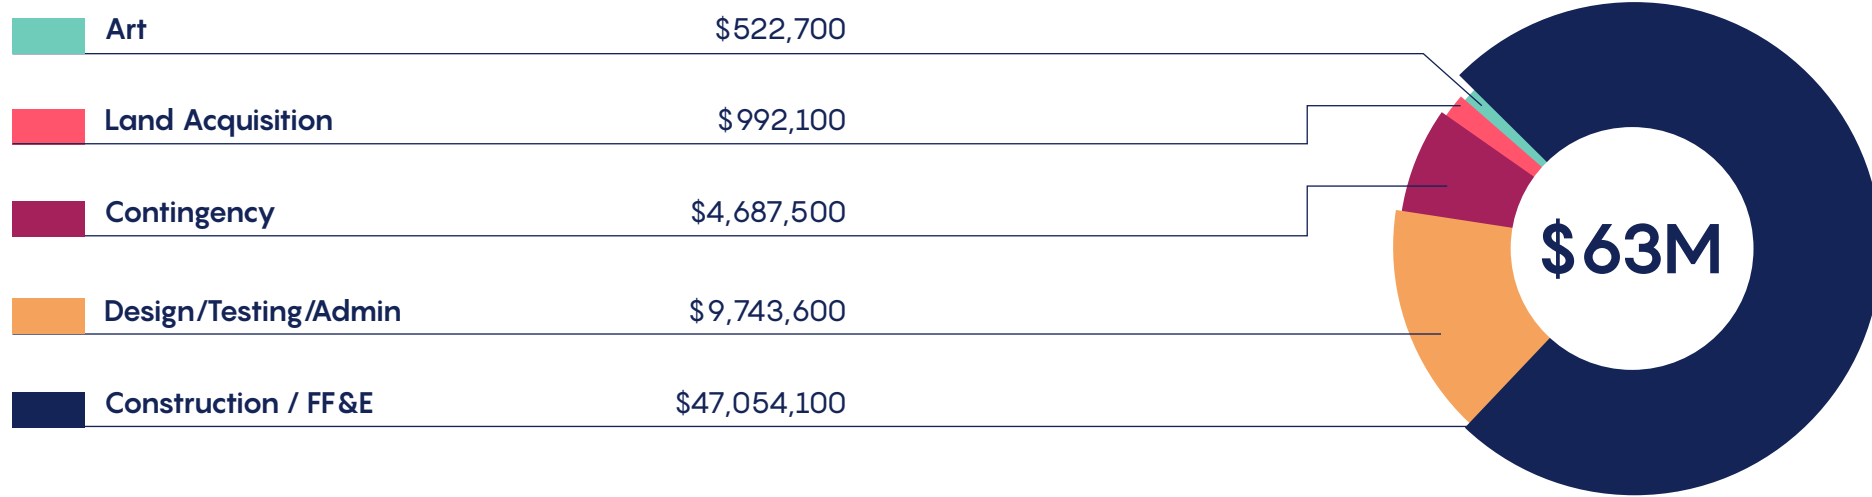 Art $522,700
Land Acquisition $992,100
Contingency $4,687,500
Design/Testing/Admin $9,743,600
Construction / FF&E $47,054,100
$63M